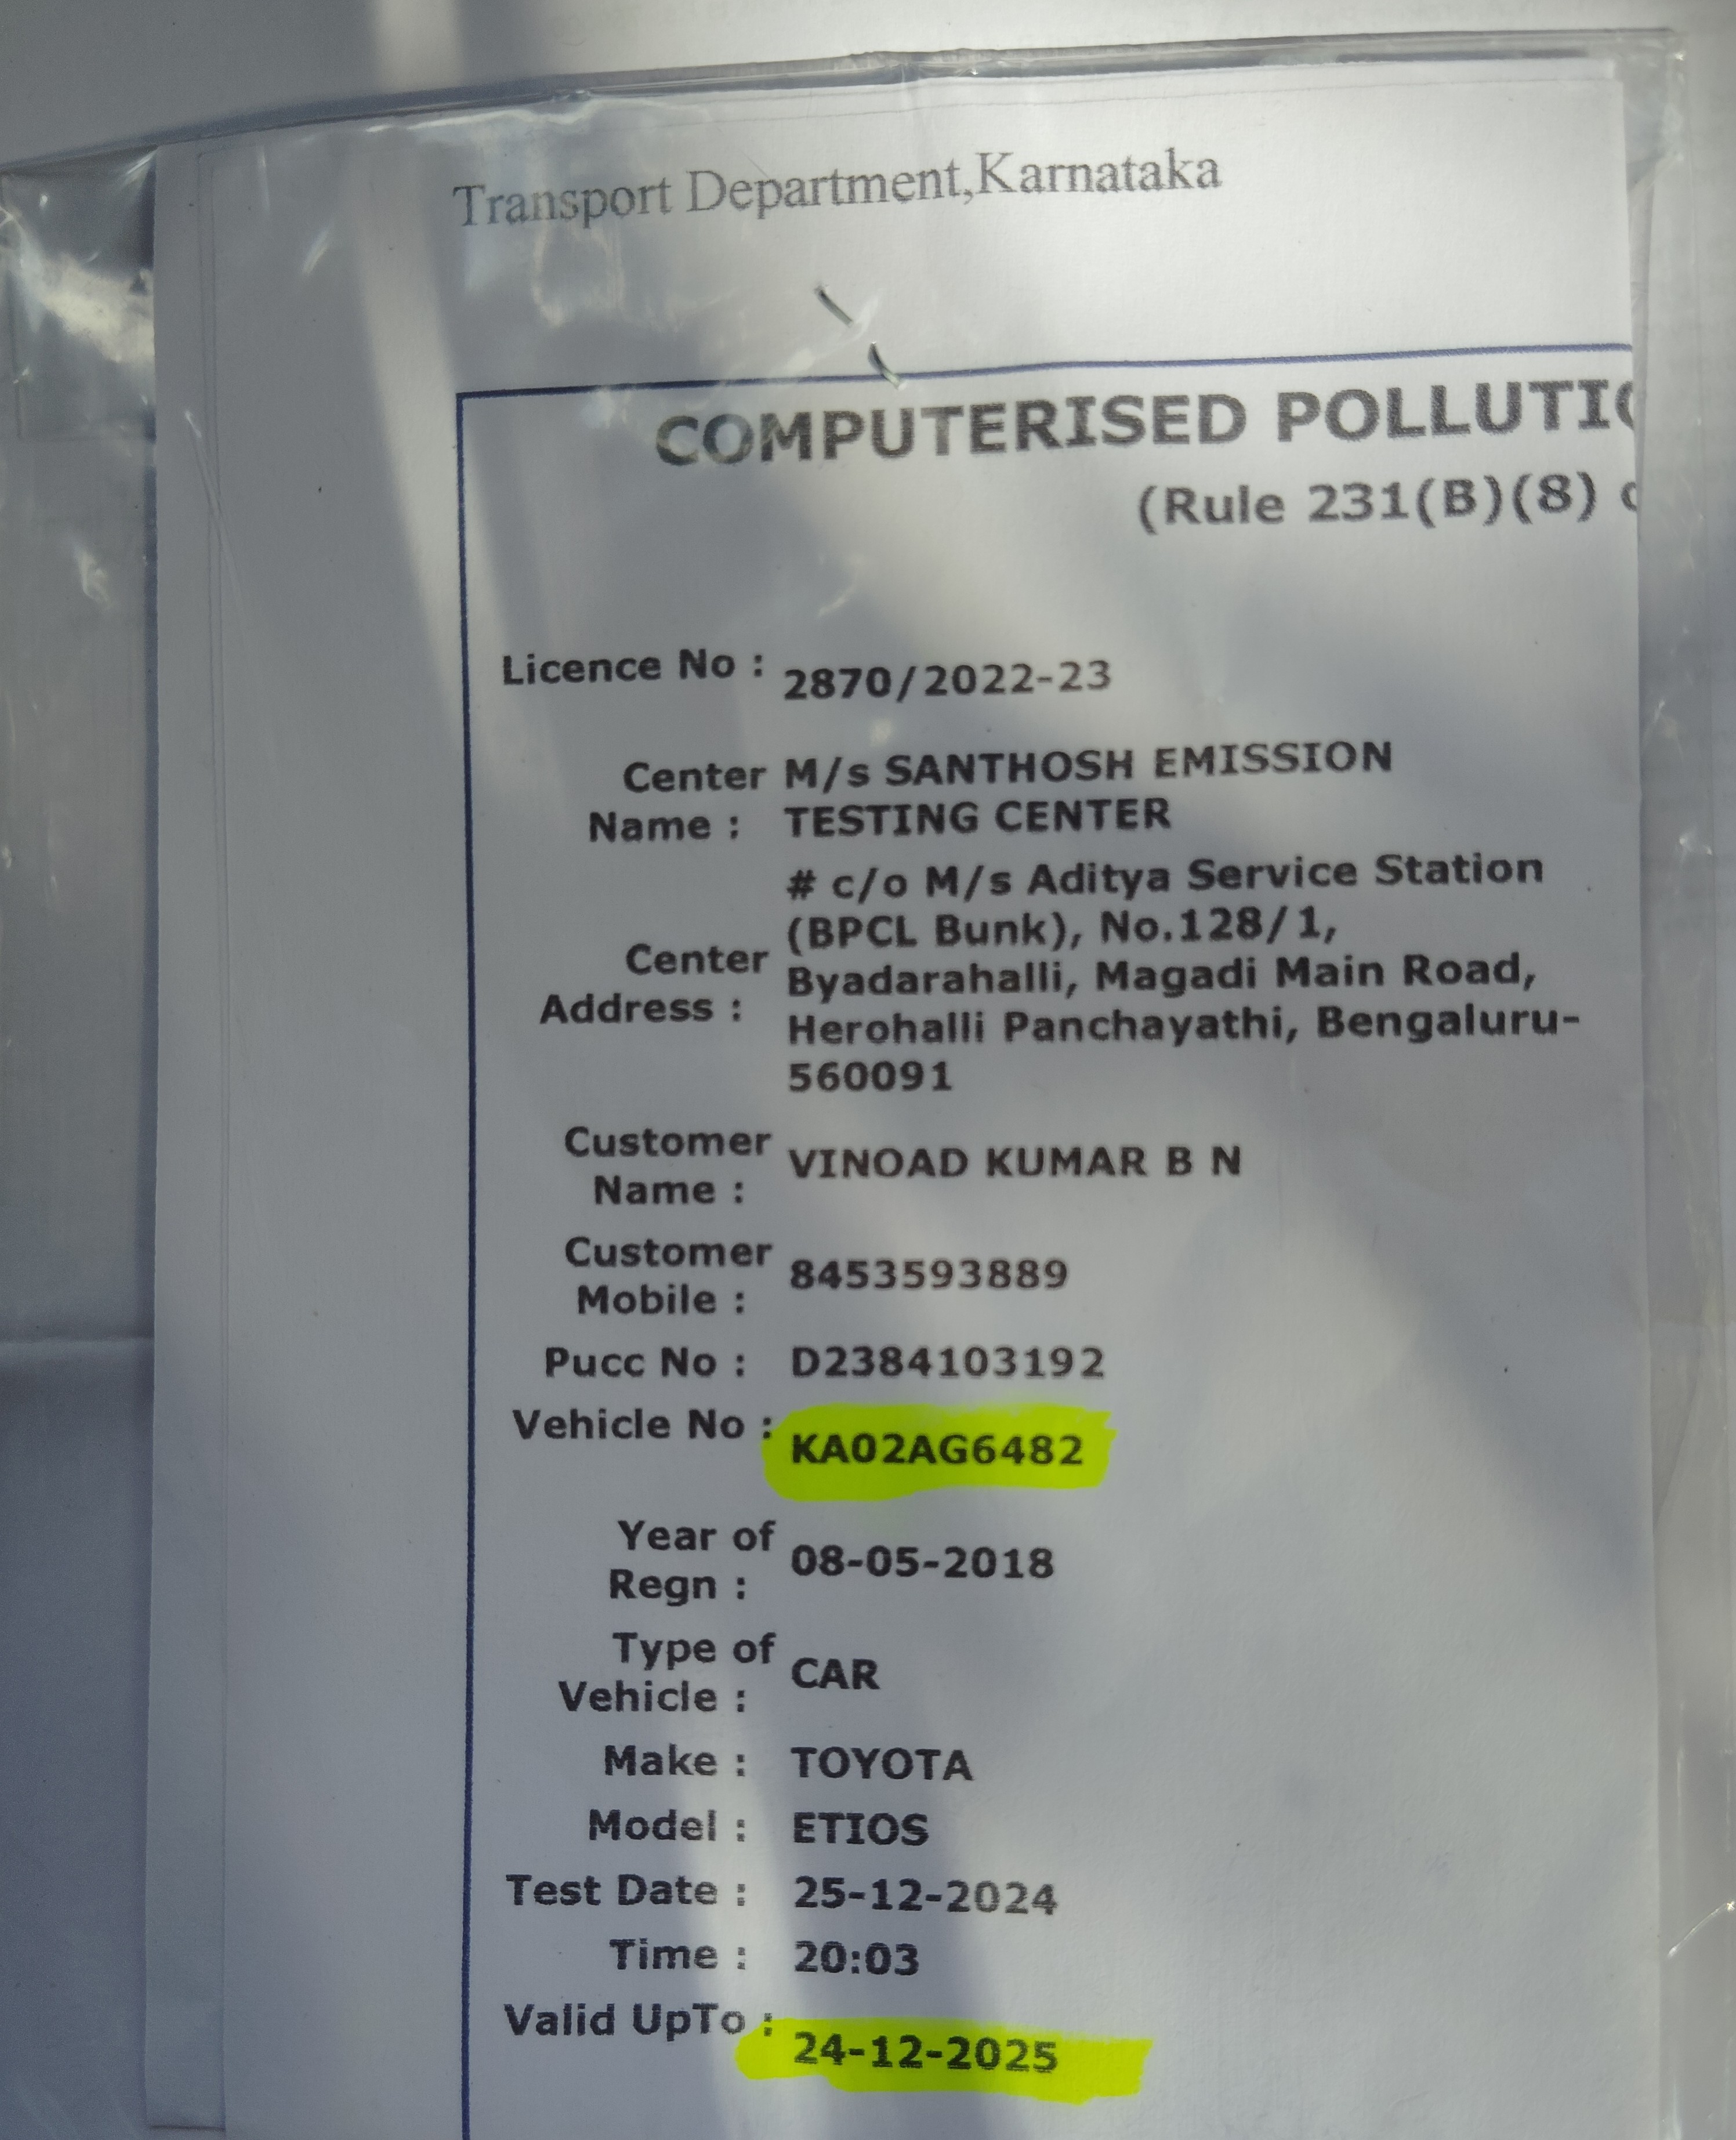 Transport Department,Karnataka
COMPUTERISED POLLUTI
(Rule 231(B)(8)
Licence No : 2870/2022-23
Center Name : M/s SANTHOSH EMISSION
TESTING CENTER
Center Address : # c/o M/s Aditya Service Station
(BPCL Bunk), No.128/1,
Byadarahalli, Magadi Main Road,
Herohalli Panchayathi, Bengaluru-
560091
Customer Name : VINOAD KUMAR B N
Customer Mobile : 8453593889
Pucc No : D2384103192
Vehicle No : KA02AG6482
Year of Regn : 08-05-2018
Type of Vehicle : CAR
Make : TOYOTA
Model : ETIOS
Test Date : 25-12-2024
Time : 20:03
Valid UpTo : 24-12-2025